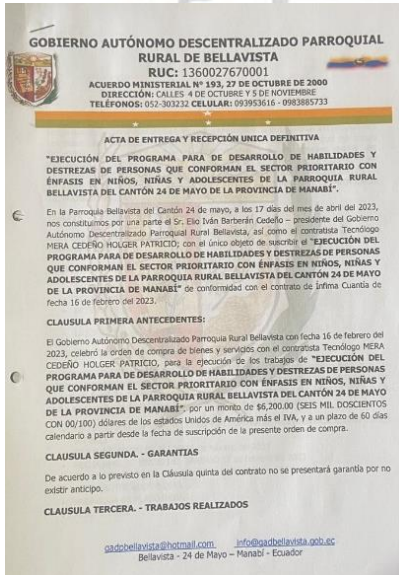 GOBIERNO AUTÓNOMO DESCENTRALIZADO PARROQUIAL
RURAL DE BELLAVISTA
RUC: 1360027670001
ACUERDO MINISTERIAL Nº 193, 27 DE OCTUBRE DE 2000
DIRECCIÓN: CALLES 4 DE OCTUBRE Y 5 DE NOVIEMBRE
TELÉFONOS: 052-303232 CELULAR: 093953616 - 0983885733
ACTA DE ENTREGA Y RECEPCIÓN UNICA DEFINITIVA
"EJECUCIÓN DEL PROGRAMA PARA DE DESARROLLO DE HABILIDADES Y
DESTREZAS DE PERSONAS QUE CONFORMAN EL SECTOR PRIORITARIO CON
ÉNFASIS EN NIÑOS, NIÑAS Y ADOLESCENTES DE LA PARROQUIA RURAL
BELLAVISTA DEL CANTÓN 24 DE MAYO DE LA PROVINCIA DE MANABÍ".
En la Parroquia Bellavista del Cantón 24 de mayo, a los 17 días del mes de abril del 2023,
nos constituimos por una parte el Sr. Elio Iván Barberán Cedeño – presidente del Gobierno
Autónomo Descentralizado Parroquial Rural Bellavista, así como el contratista Tecnólogo
MERA CEDEÑO HOLGER PATRICIO; con el único objeto de suscribir el "EJECUCIÓN DEL
PROGRAMA PARA DE DESARROLLO DE HABILIDADES Y DESTREZAS DE PERSONAS
QUE CONFORMAN EL SECTOR PRIORITARIO CON ÉNFASIS EN NIÑOS, NIÑAS Y
ADOLESCENTES DE LA PARROQUIA RURAL BELLAVISTA DEL CANTÓN 24 DE MAYO
DE LA PROVINCIA DE MANABÍ" de conformidad con el contrato de Ínfima Cuantía de
fecha 16 de febrero del 2023.
CLAUSULA PRIMERA ANTECEDENTES:
El Gobierno Autónomo Descentralizado Parroquia Rural Bellavista con fecha 16 de febrero del
2023, celebró la orden de compra de bienes y servicios con el contratista Tecnólogo MERA
CEDEÑO HOLGER PATRICIO, para la ejecución de los trabajos de "EJECUCIÓN DEL
PROGRAMA PARA DE DESARROLLO DE HABILIDADES Y DESTREZAS DE PERSONAS
QUE CONFORMAN EL SECTOR PRIORITARIO CON ÉNFASIS EN NIÑOS, NIÑAS Y
ADOLESCENTES DE LA PARROQUIA RURAL BELLAVISTA DEL CANTÓN 24 DE MAYO
DE LA PROVINCIA DE MANABÍ", por un monto de $6,200.00 (SEIS MIL DOSCIENTOS
CON 00/100) dólares de los estados Unidos de América más el IVA, y a un plazo de 60 días
calendario a partir desde la fecha de suscripción de la presente orden de compra.
CLAUSULA SEGUNDA. - GARANTIAS
De acuerdo a lo previsto en la Cláusula quinta del contrato no se presentará garantía por no
existir anticipo.
CLAUSULA TERCERA. - TRABAJOS REALIZADOS
gadpbellavista@hotmail.com info@gadbellavista.gob.ec
Bellavista - 24 de Mayo – Manabí - Ecuador